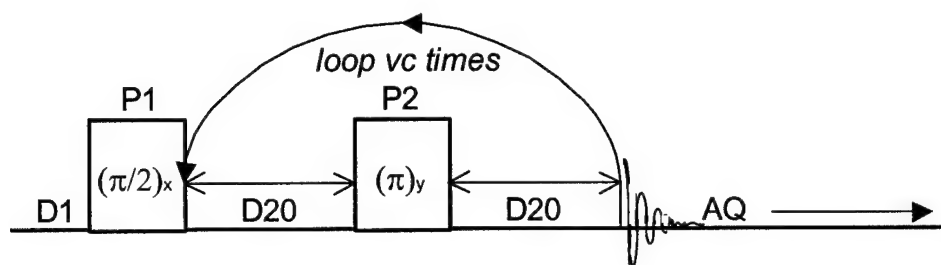 loop vc times
P1
P2
(π/2)x
(π)y
D1
D20
D20
AQ